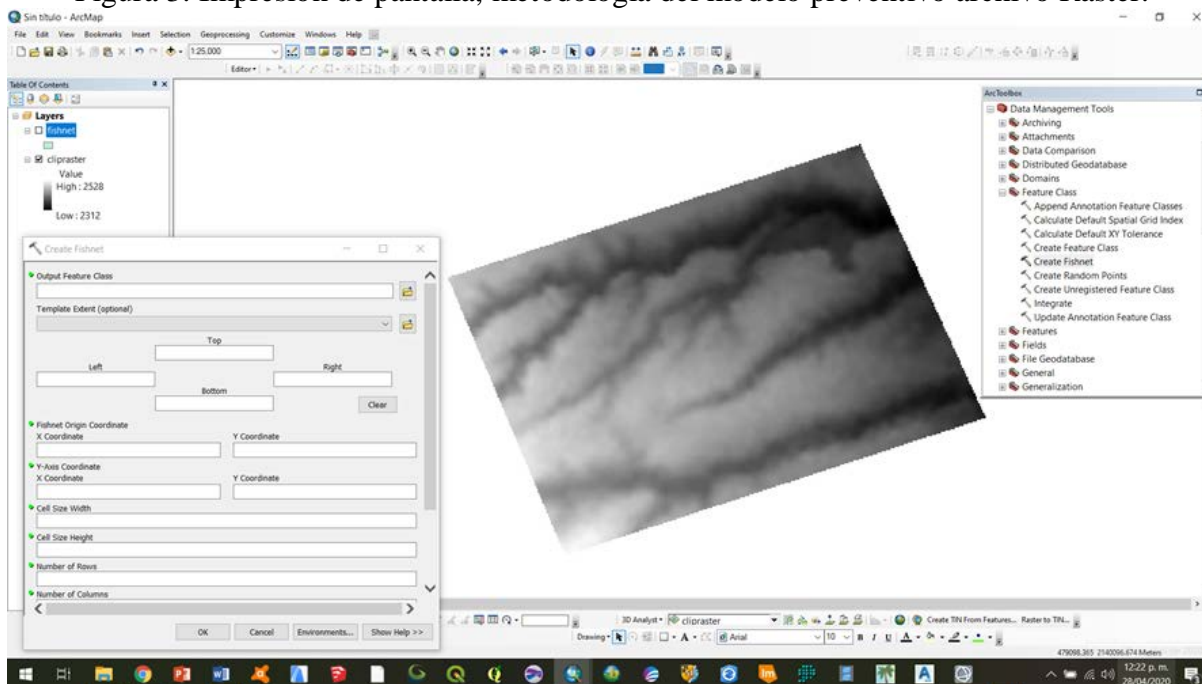 Figura 5. Impresión de pantalla, metodología del modelo preventivo archivo Raster.
Sin título - ArcMap
File Edit View Bookmarks Insert Selection Geoprocessing Customize Windows Help
1:25.000
Editor
Table Of Contents
Layers
fishnet
clipraster
Value
High : 2528
Low : 2312
Create Fishnet
Output Feature Class
Template Extent (optional)
Top
Left
Right
Bottom
Clear
Fishnet Origin Coordinate
X Coordinate
Y Coordinate
Y-Axis Coordinate
X Coordinate
Y Coordinate
Cell Size Width
Cell Size Height
Number of Rows
Number of Columns
OK
Cancel
Environments...
Show Help >>
ArcToolbox
Data Management Tools
Archiving
Attachments
Data Comparison
Distributed Geodatabase
Domains
Feature Class
Append Annotation Feature Classes
Calculate Default Spatial Grid Index
Calculate Default XY Tolerance
Create Feature Class
Create Fishnet
Create Random Points
Create Unregistered Feature Class
Integrate
Update Annotation Feature Class
Features
Fields
File Geodatabase
General
Generalization
3D Analyst
clipraster
Create TIN From Features... Raster to TIN...
Drawing
A
Arial
10
B I U A
479098.365 2140096.674 Meters
12:22 p. m.
28/04/2020